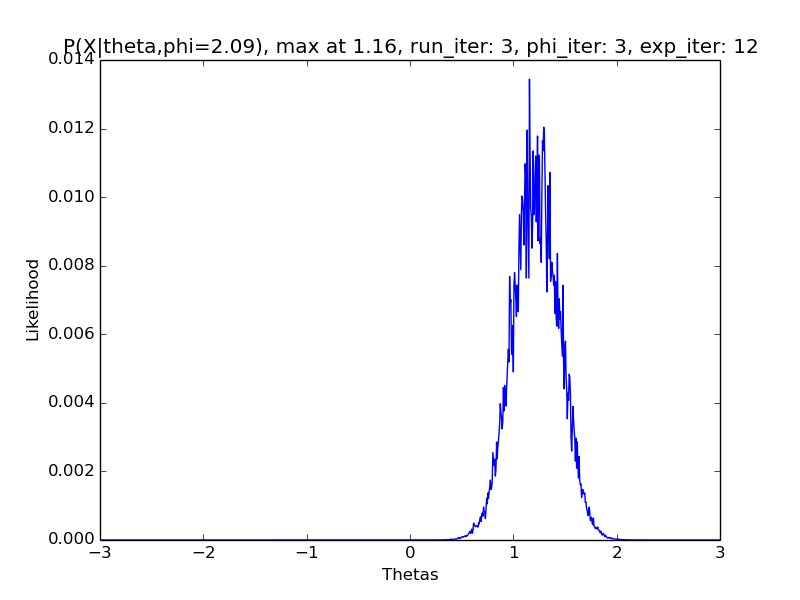 P(X|theta,phi=2.09), max at 1.16, run_iter: 3, phi_iter: 3, exp_iter: 12
0.014
0.012
0.010
0.008
0.006
0.004
0.002
0.000
Likelihood
−3 −2 −1 0 1 2 3
Thetas